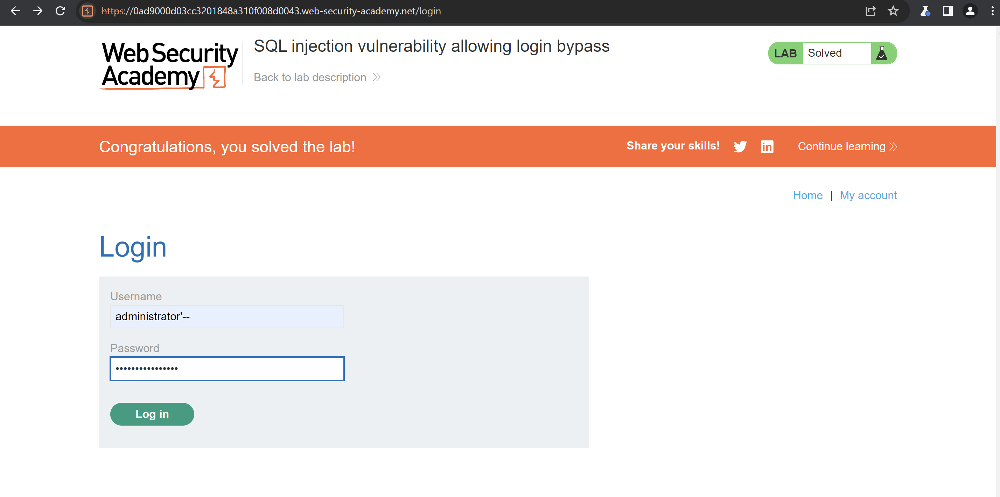 https://0ad9000d03cc3201848a310f008d0043.web-security-academy.net/login
Web Security
Academy
SQL injection vulnerability allowing login bypass
Back to lab description
LAB Solved
Congratulations, you solved the lab!
Share your skills!
in
Continue learning
Home | My account
Login
Username
administrator'--
Password
••••••••••••••••
Log in